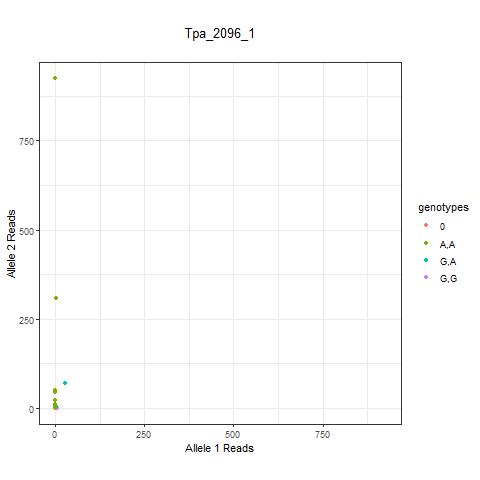 Tpa_2096_1
750
500
250
0
Allele 2 Reads
0
250
500
750
Allele 1 Reads
genotypes
0
A,A
G,A
G,G